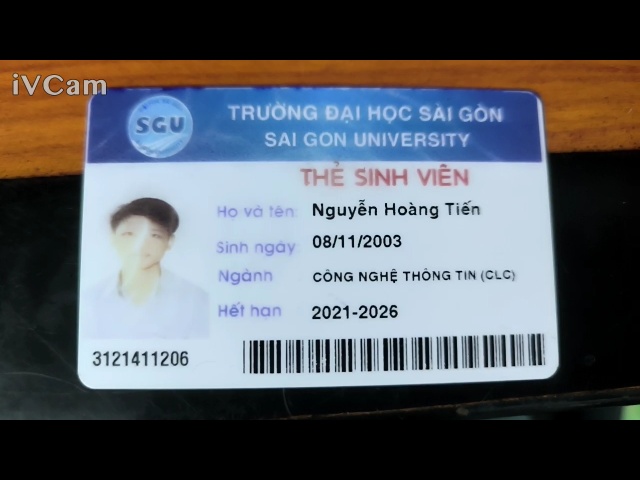 iVCam
SGU
TRƯỜNG ĐẠI HỌC SÀI GÒN
SAI GON UNIVERSITY
THẺ SINH VIÊN
Họ và tên: Nguyễn Hoàng Tiến
Sinh ngày: 08/11/2003
Ngành CÔNG NGHỆ THÔNG TIN (CLC)
Hết hạn 2021-2026
3121411206